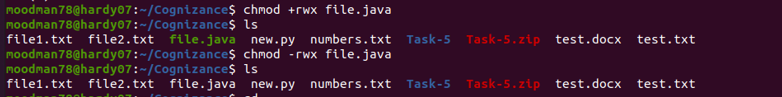 moodman78@hardy07:~/Cognizance$ chmod +rwx file.java
moodman78@hardy07:~/Cognizance$ ls
file1.txt file2.txt file.java new.py numbers.txt Task-5 Task-5.zip test.docx test.txt
moodman78@hardy07:~/Cognizance$ chmod -rwx file.java
moodman78@hardy07:~/Cognizance$ ls
file1.txt file2.txt file.java new.py numbers.txt Task-5 Task-5.zip test.docx test.txt